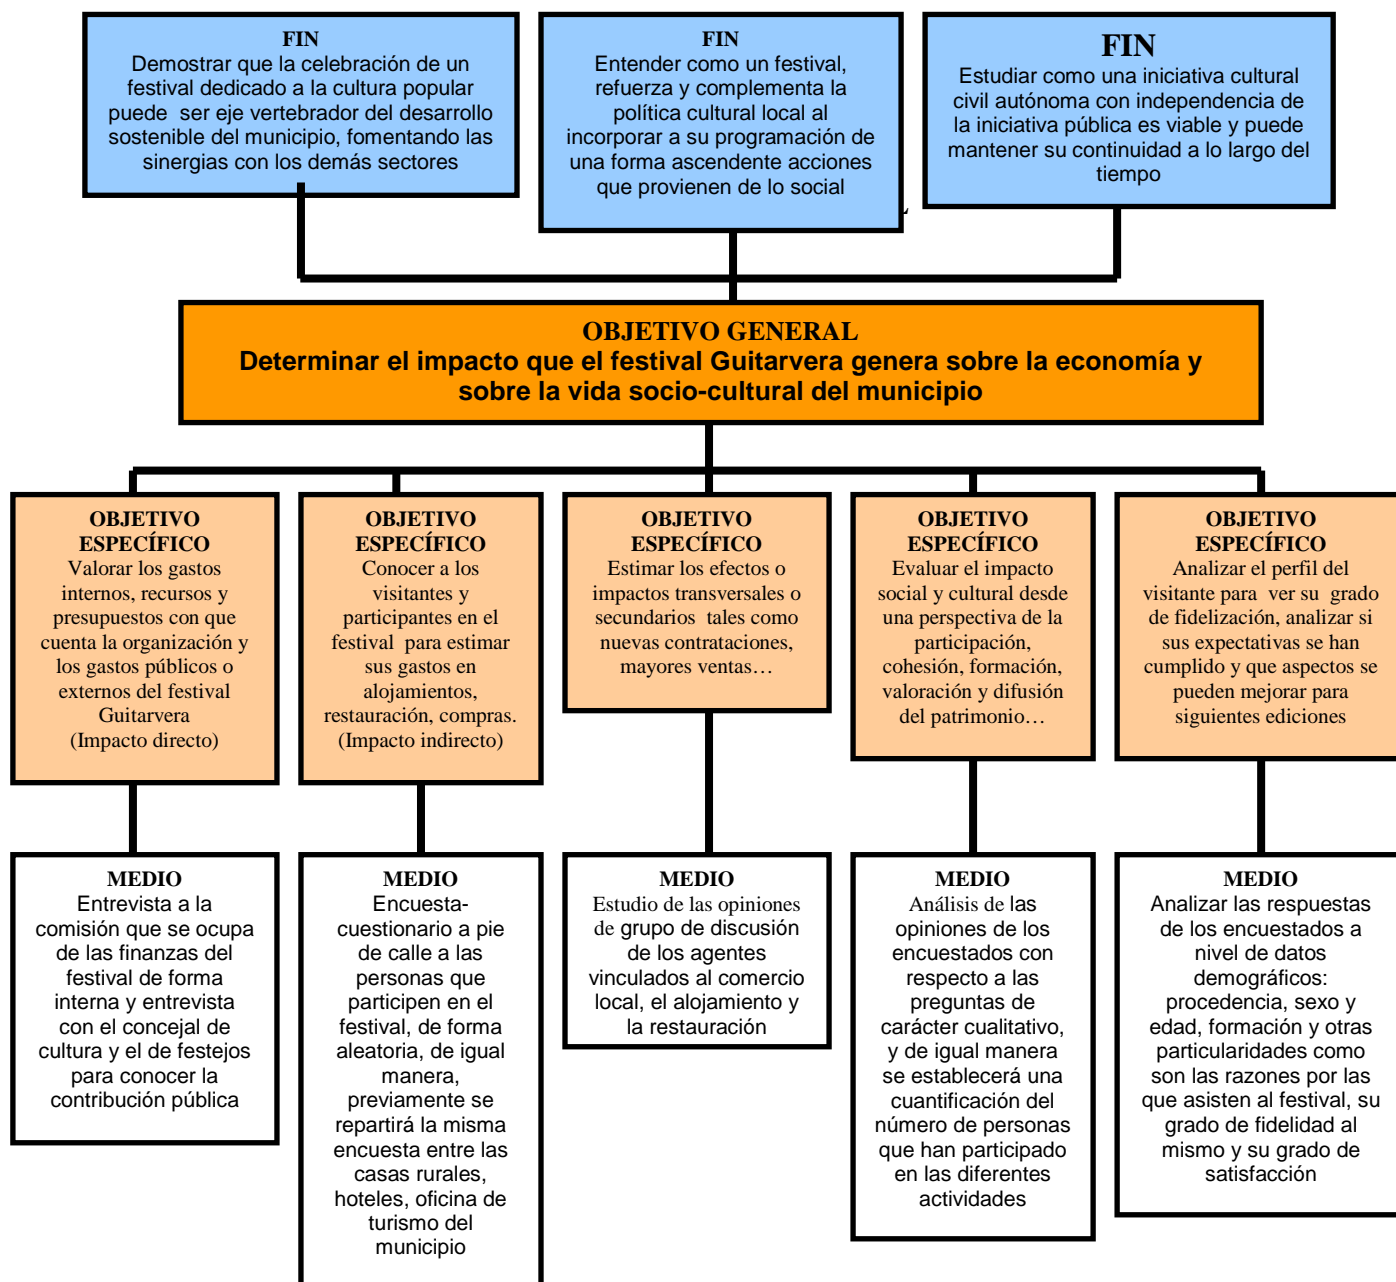 FIN
Demostrar que la celebración de un
festival dedicado a la cultura popular
puede ser eje vertebrador del desarrollo
sostenible del municipio, fomentando las
sinergias con los demás sectores
FIN
Entender como un festival,
refuerza y complementa la
política cultural local al
incorporar a su programación de
una forma ascendente acciones
que provienen de lo social
FIN
Estudiar como una iniciativa cultural
civil autónoma con independencia de
la iniciativa pública es viable y puede
mantener su continuidad a lo largo del
tiempo
OBJETIVO GENERAL
Determinar el impacto que el festival Guitarvera genera sobre la economía y
sobre la vida socio-cultural del municipio
OBJETIVO
ESPECÍFICO
Valorar los gastos
internos, recursos y
presupuestos con que
cuenta la organización y
los gastos públicos o
externos del festival
Guitarvera
(Impacto directo)
OBJETIVO
ESPECÍFICO
Conocer a los
visitantes y
participantes en el
festival para estimar
sus gastos en
alojamientos,
restauración, compras.
(Impacto indirecto)
OBJETIVO
ESPECÍFICO
Estimar los efectos o
impactos transversales o
secundarios tales como
nuevas contrataciones,
mayores ventas…
OBJETIVO
ESPECÍFICO
Evaluar el impacto
social y cultural desde
una perspectiva de la
participación,
cohesión, formación,
valoración y difusión
del patrimonio…
OBJETIVO
ESPECÍFICO
Analizar el perfil del
visitante para ver su grado
de fidelización, analizar si
sus expectativas se han
cumplido y que aspectos se
pueden mejorar para
siguientes ediciones
MEDIO
Entrevista a la
comisión que se ocupa
de las finanzas del
festival de forma
interna y entrevista
con el concejal de
cultura y el de festejos
para conocer la
contribución pública
MEDIO
Encuesta-
cuestionario a pie
de calle a las
personas que
participen en el
festival, de forma
aleatoria, de igual
manera,
previamente se
repartirá la misma
encuesta entre las
casas rurales,
hoteles, oficina de
turismo del
municipio
MEDIO
Estudio de las opiniones
de grupo de discusión
de los agentes
vinculados al comercio
local, el alojamiento y
la restauración
MEDIO
Análisis de las
opiniones de los
encuestados con
respecto a las
preguntas de
carácter cualitativo,
y de igual manera
se establecerá una
cuantificación del
número de personas
que han participado
en las diferentes
actividades
MEDIO
Analizar las respuestas
de los encuestados a
nivel de datos
demográficos:
procedencia, sexo y
edad, formación y otras
particularidades como
son las razones por las
que asisten al festival, su
grado de fidelidad al
mismo y su grado de
satisfacción